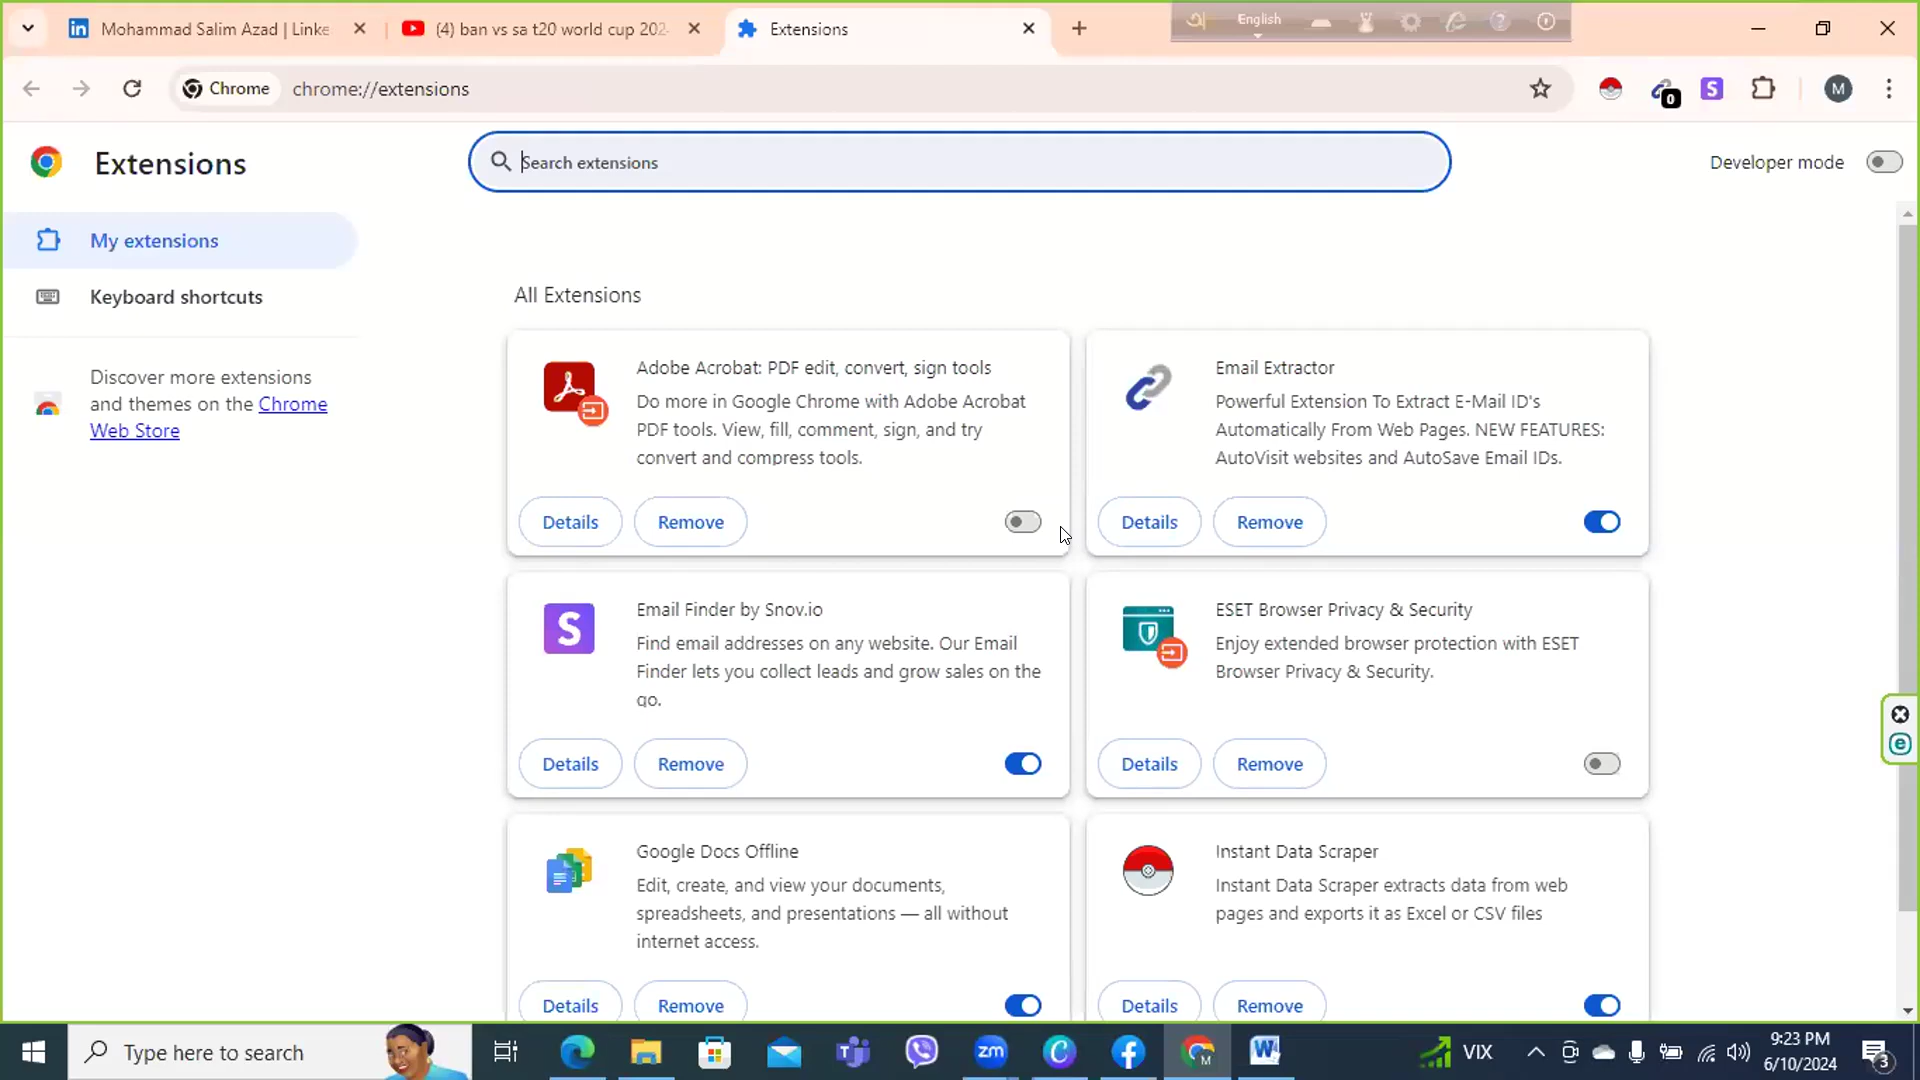 Mohammad Salim Azad | Linke
(4) ban vs sa t20 world cup 202
Extensions
English
Chrome
chrome://extensions
0
S
M
Extensions
Search extensions
Developer mode
My extensions
Keyboard shortcuts
Discover more extensions
and themes on the Chrome
Web Store
All Extensions
Adobe Acrobat: PDF edit, convert, sign tools
Do more in Google Chrome with Adobe Acrobat
PDF tools. View, fill, comment, sign, and try
convert and compress tools.
Details
Remove
Email Extractor
Powerful Extension To Extract E-Mail ID's
Automatically From Web Pages. NEW FEATURES:
AutoVisit websites and AutoSave Email IDs.
Details
Remove
S
Email Finder by Snov.io
Find email addresses on any website. Our Email
Finder lets you collect leads and grow sales on the
go.
Details
Remove
ESET Browser Privacy & Security
Enjoy extended browser protection with ESET
Browser Privacy & Security.
Details
Remove
Google Docs Offline
Edit, create, and view your documents,
spreadsheets, and presentations — all without
internet access.
Details
Remove
Instant Data Scraper
Instant Data Scraper extracts data from web
pages and exports it as Excel or CSV files
Details
Remove
Type here to search
zm
VIX
9:23 PM
6/10/2024
3